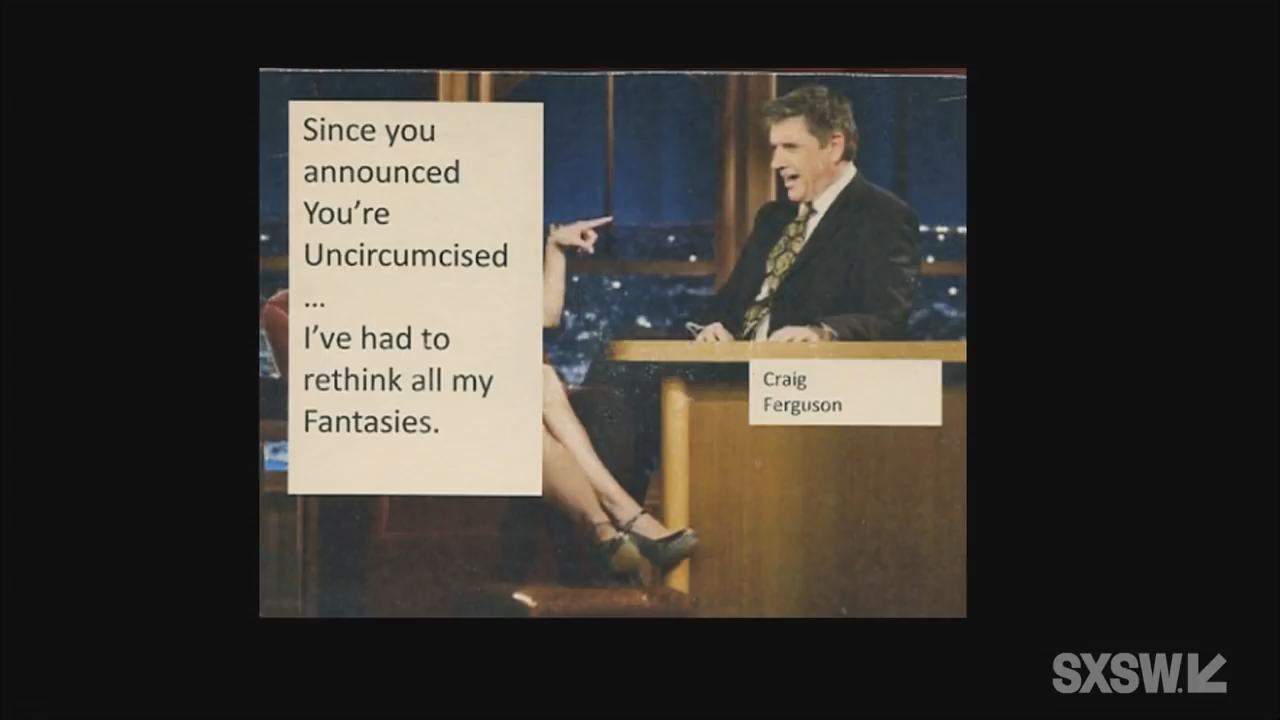 Since you
announced
You're
Uncircumcised
...
I've had to
rethink all my
Fantasies.
Craig
Ferguson
SXSW.